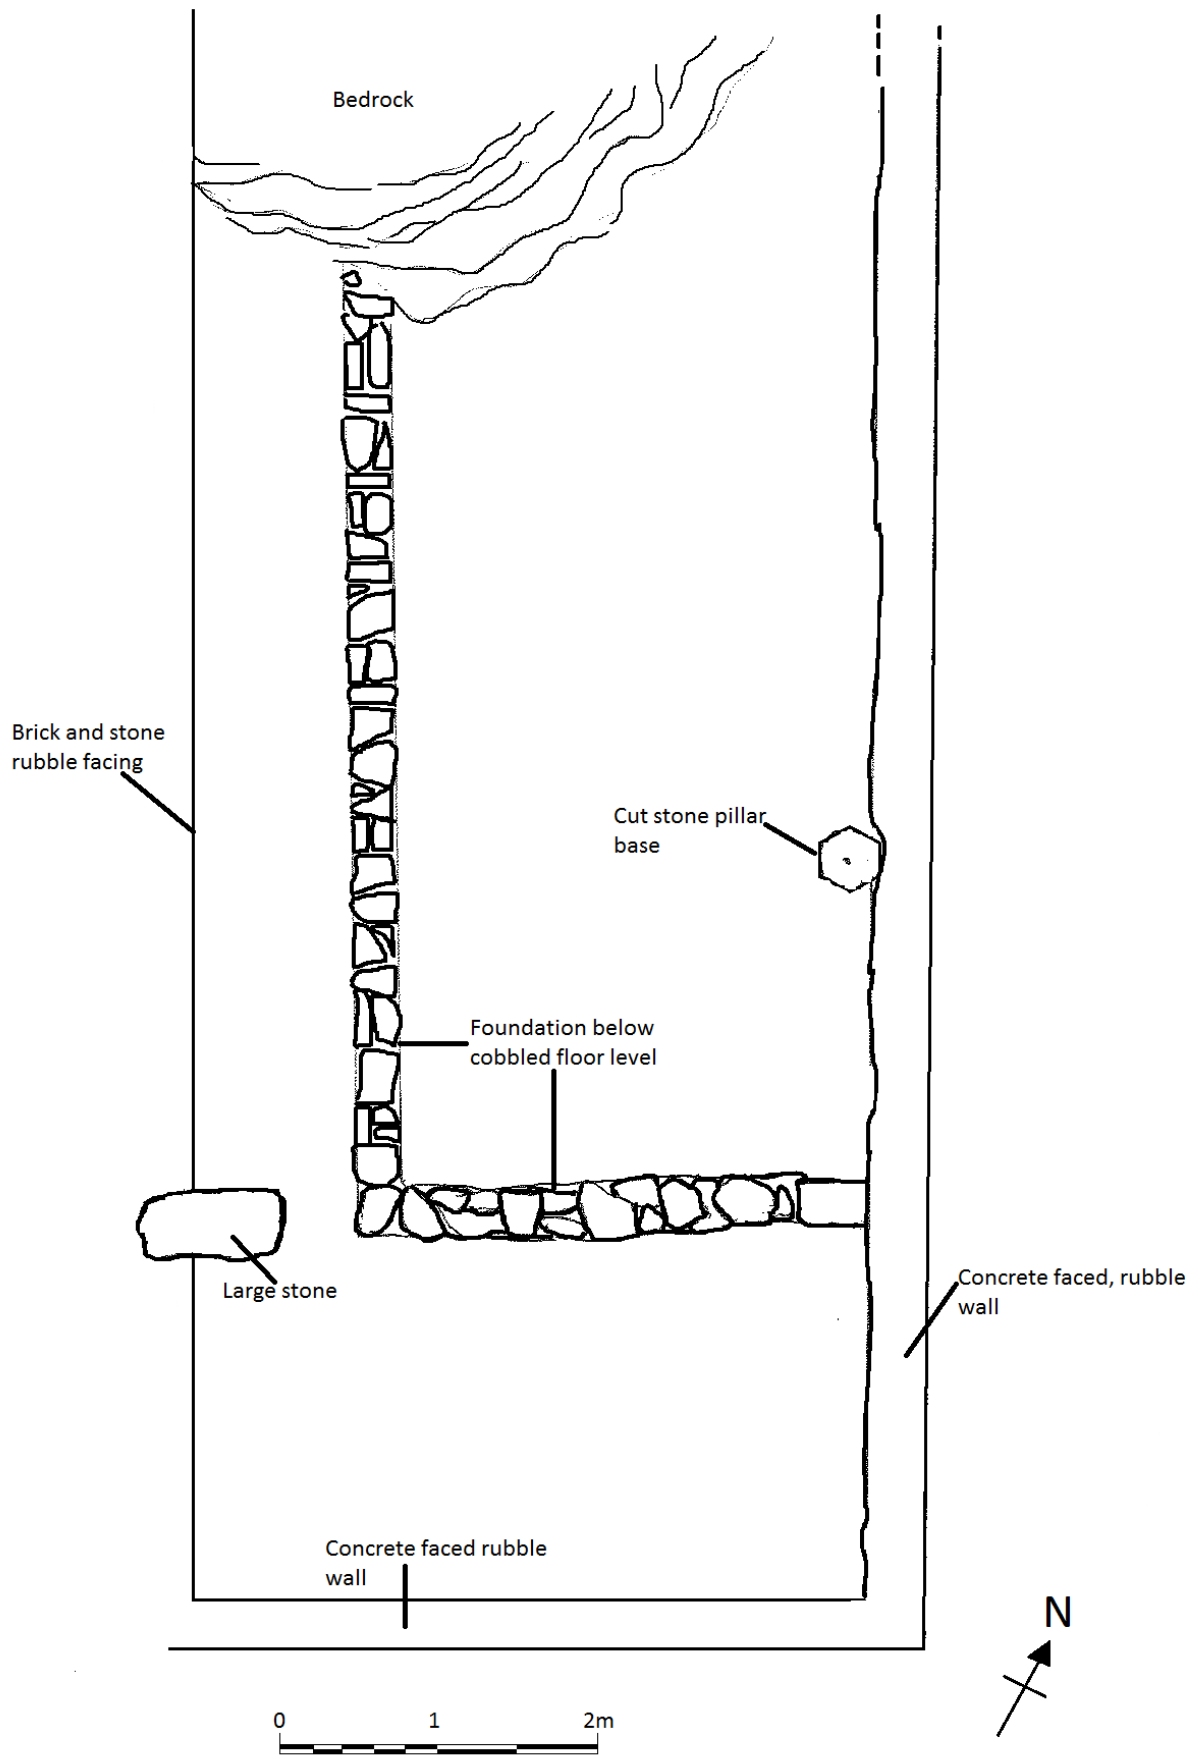 Bedrock
Brick and stone
rubble facing
Cut stone pillar
base
Foundation below
cobbled floor level
Large stone
Concrete faced, rubble
wall
Concrete faced rubble
wall
N
0 1 2m